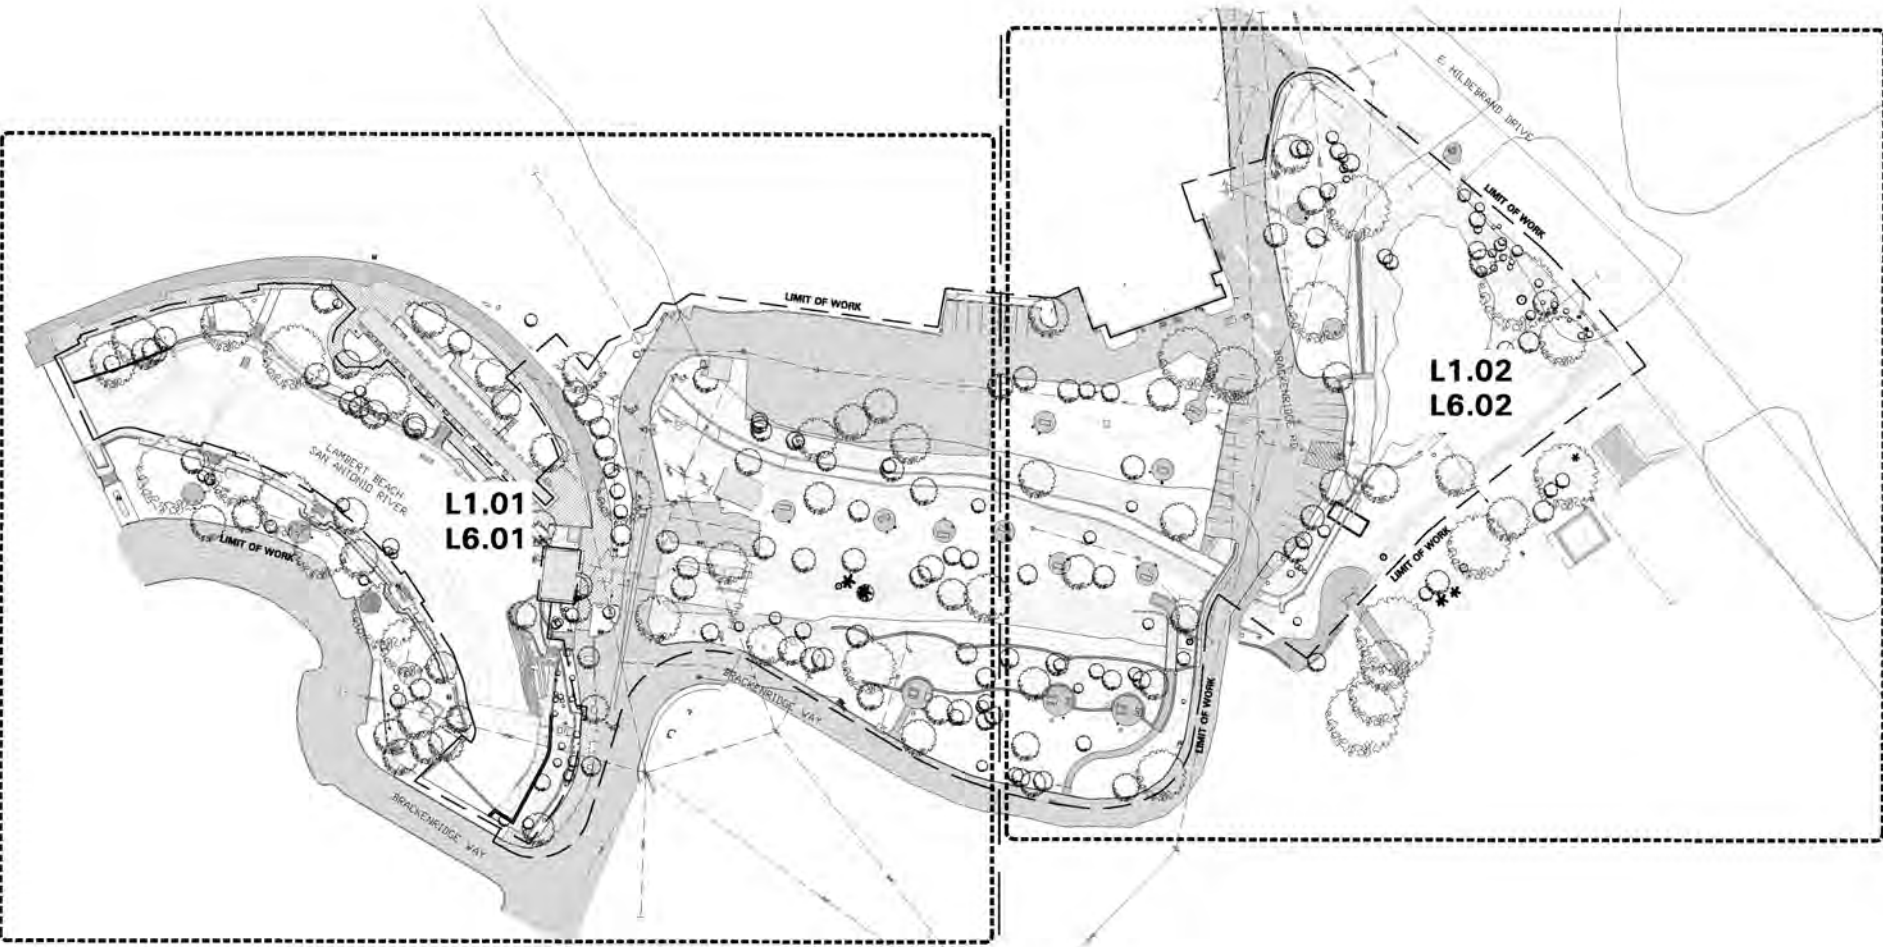 E. HILDEBRAND DRIVE
LIMIT OF WORK
LIMIT OF WORK
BRACKENRIDGE RD.
L1.02
L6.02
LAMBERT BEACH
SAN ANTONIO RIVER
L1.01
L6.01
LIMIT OF WORK
LIMIT OF WORK
BRACKENRIDGE WAY
LIMIT OF WORK
BRACKENRIDGE WAY